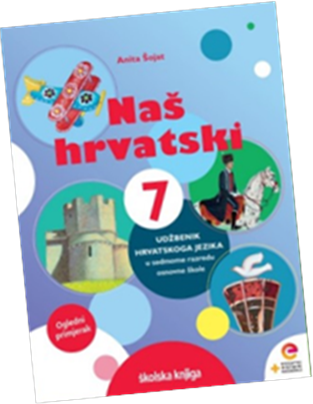 Anita Šojat
Naš
hrvatski
7
UDŽBENIK
HRVATSKOGA JEZIKA
u sedmome razredu
osnovne škole
Ogledni
primjerak
školska knjiga
e